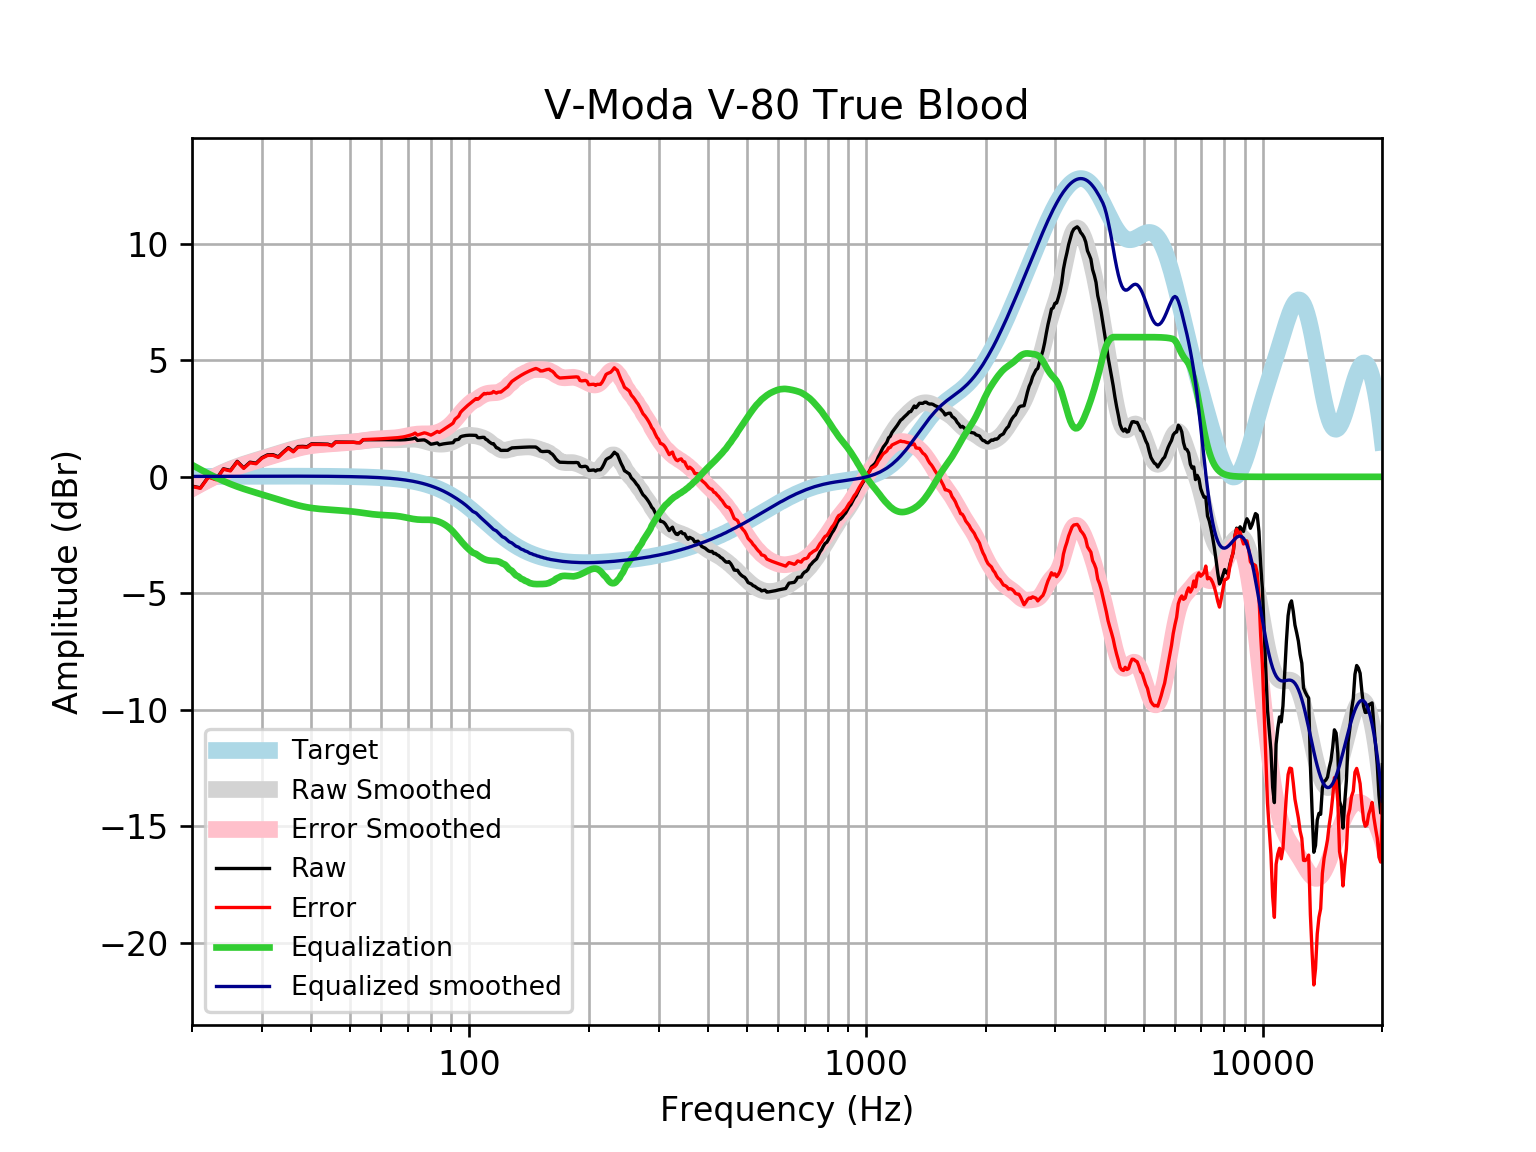 V-Moda V-80 True Blood
Amplitude (dBr)
10
5
0
−5
−10
−15
−20
Target
Raw Smoothed
Error Smoothed
Raw
Error
Equalization
Equalized smoothed
100
1000
10000
Frequency (Hz)